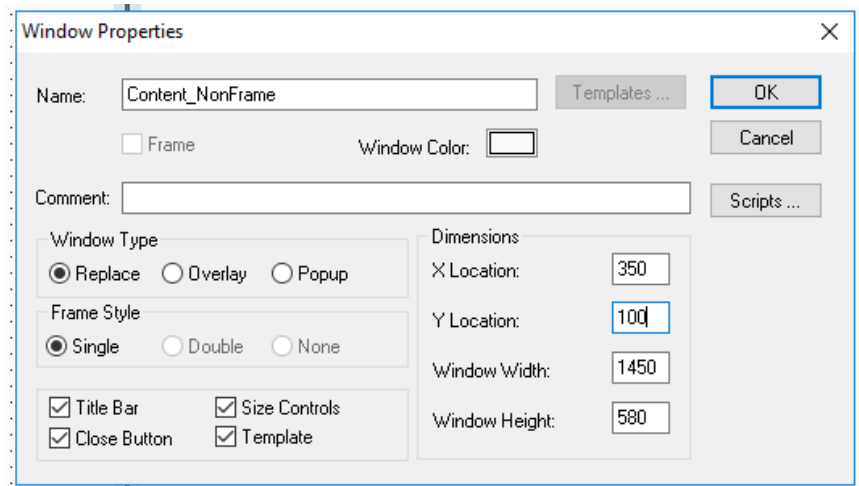 Window Properties
Name: Content_NonFrame Templates ... OK
Frame Window Color: Cancel
Comment: Scripts ...
Window Type
Replace Overlay Popup
Frame Style
Single Double None
Title Bar Size Controls
Close Button Template
Dimensions
X Location: 350
Y Location: 100
Window Width: 1450
Window Height: 580